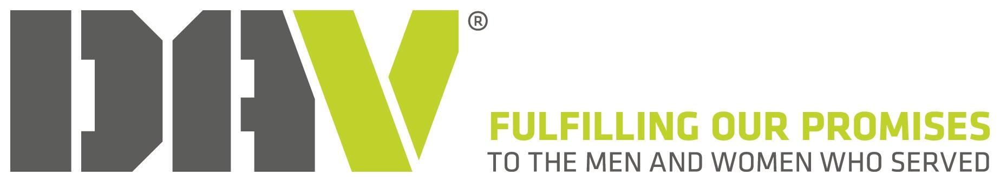 DAV®
FULFILLING OUR PROMISES
TO THE MEN AND WOMEN WHO SERVED